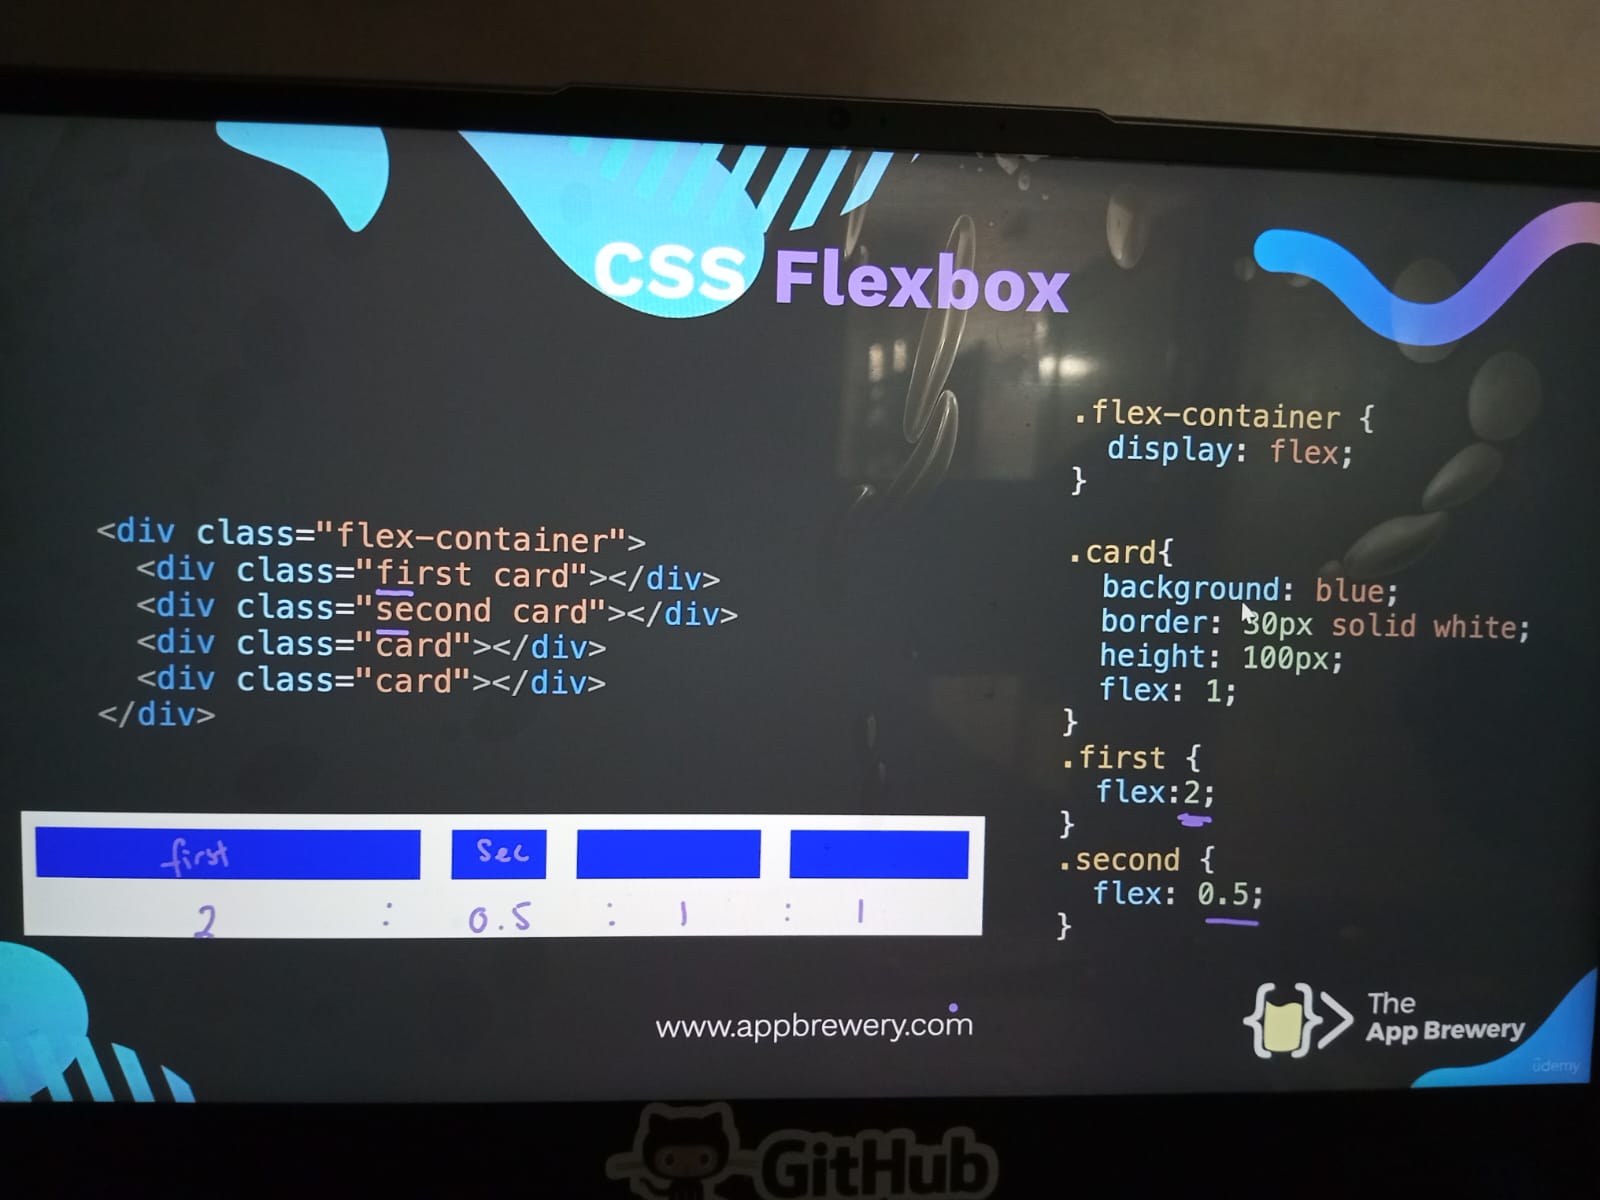 CSS Flexbox
<div class="flex-container">
<div class="first card"></div>
<div class="second card"></div>
<div class="card"></div>
<div class="card"></div>
</div>
.flex-container {
display: flex;
}
.card{
background: blue;
border: 30px solid white;
height: 100px;
flex: 1;
}
.first {
flex:2;
}
.second {
flex: 0.5;
}
first Sec
2 : 0.5 : 1 : 1
www.appbrewery.com
The
App Brewery
udemy
GitHub